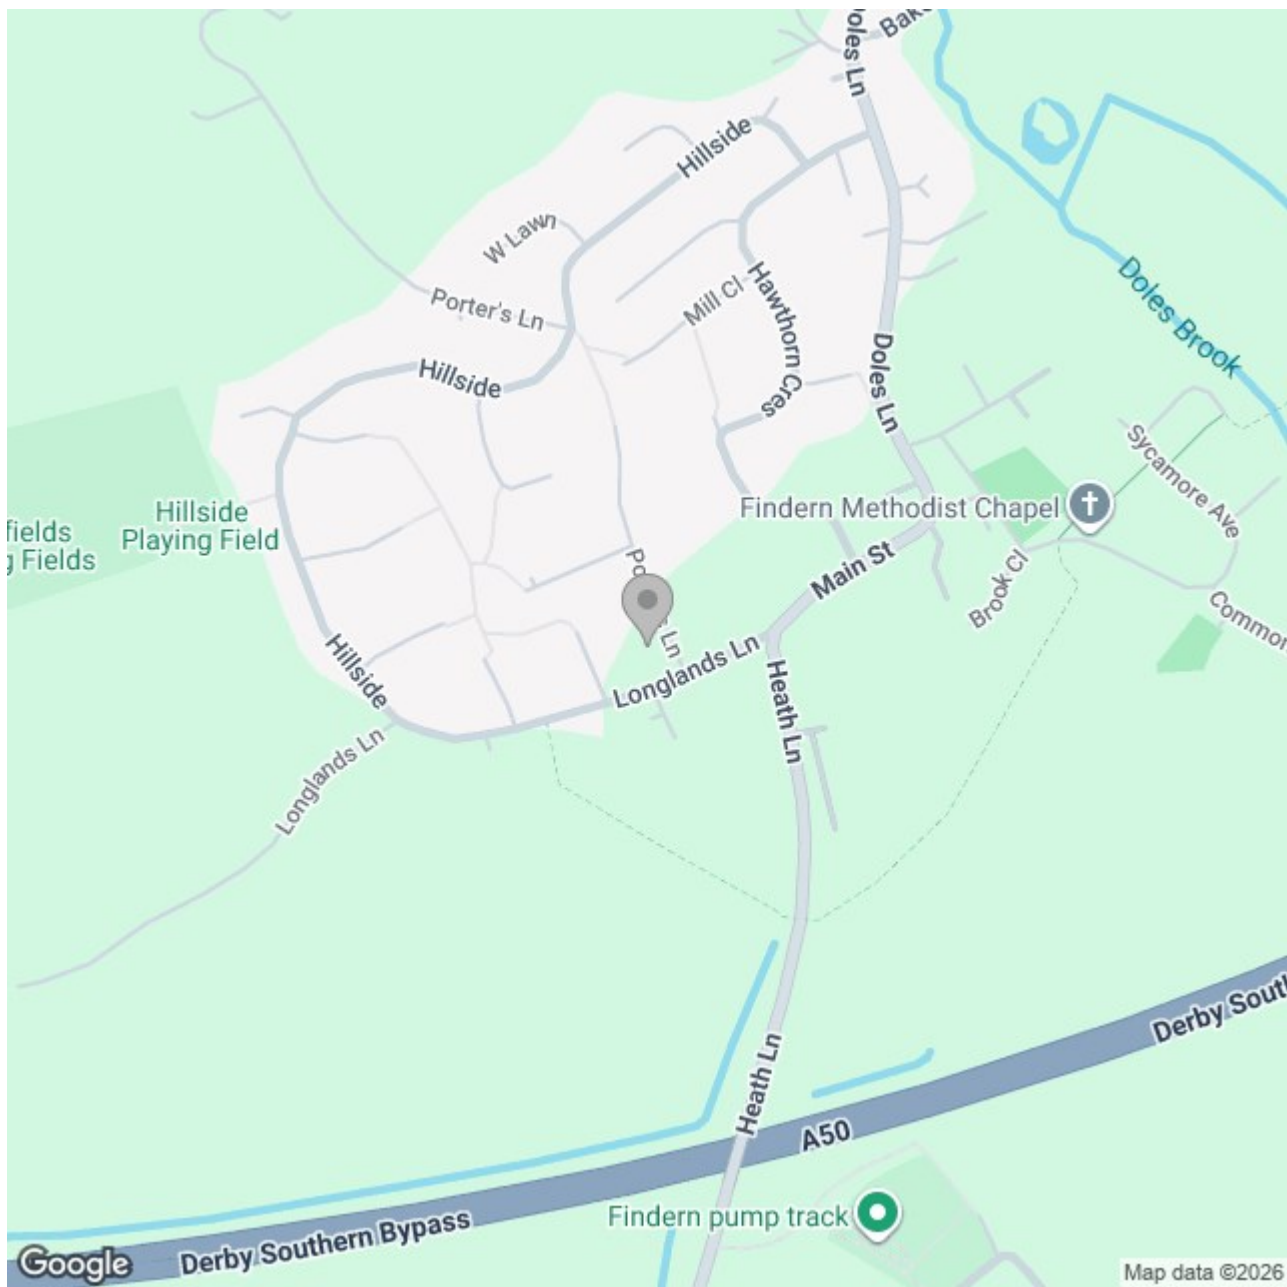 Doles Ln
Hillside
W Lawn
Porter's Ln
Mill Cl
Hawthorn Cres
Doles Brook
Hillside
Doles Ln
Sycamore Ave
Hillside
Playing Field
fields
g Fields
Findern Methodist Chapel
Main St
Brook Cl
Common
Ln
Hillside
Longlands Ln
Heath Ln
Longlands Ln
Derby South
Heath Ln
A50
Findern pump track
Derby Southern Bypass
Google
Map data ©2026